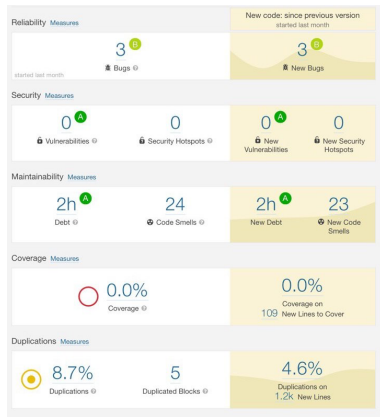 Reliability Measures
New code: since previous version
started last month
3 B
Bugs
started last month
3 B
New Bugs
Security Measures
0 A
Vulnerabilities
0
Security Hotspots
0 A
New
Vulnerabilities
0
New Security
Hotspots
Maintainability Measures
2h A
Debt
24
Code Smells
2h A
New Debt
23
New Code
Smells
Coverage Measures
0.0%
Coverage
0.0%
Coverage on
109 New Lines to Cover
Duplications Measures
8.7%
Duplications
5
Duplicated Blocks
4.6%
Duplications on
1.2k New Lines